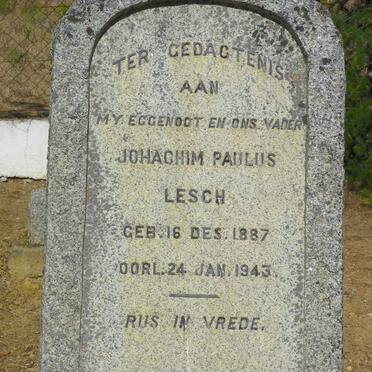 TER GEDACTENIS
AAN
MY EGGENOOT EN ONS VADER
JOHACHIM PAULUS
LESCH
GEB. 16 DES. 1887
OORL. 24 JAN. 1943.
RUS IN VREDE.